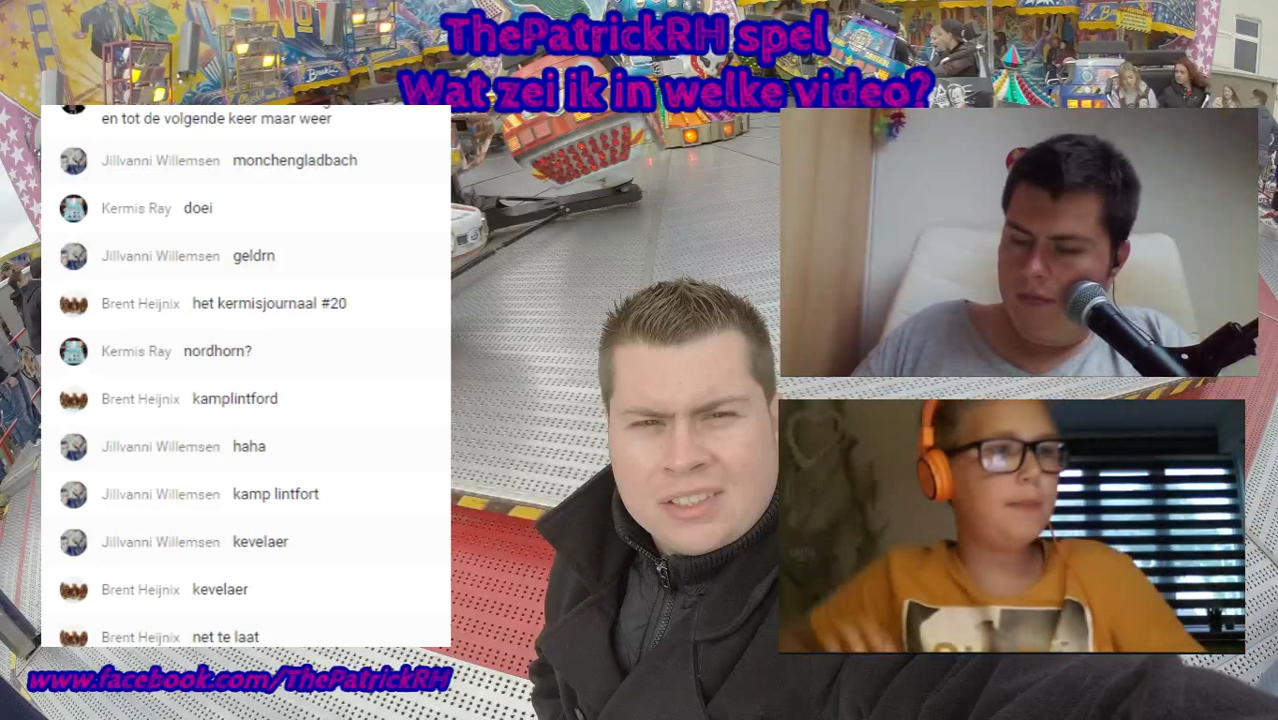 No1
ThePatrickRH spel
Wat zei ik in welke video?
en tot de volgende keer maar weer
Jillvanni Willemsen monchengladbach
Kermis Ray doei
Jillvanni Willemsen geldrn
Brent Heijnix het kermisjournaal #20
Kermis Ray nordhorn?
Brent Heijnix kamplintford
Jillvanni Willemsen haha
Jillvanni Willemsen kamp lintfort
Jillvanni Willemsen kevelaer
Brent Heijnix kevelaer
Brent Heijnix net te laat
www.facebook.com/ThePatrickRH